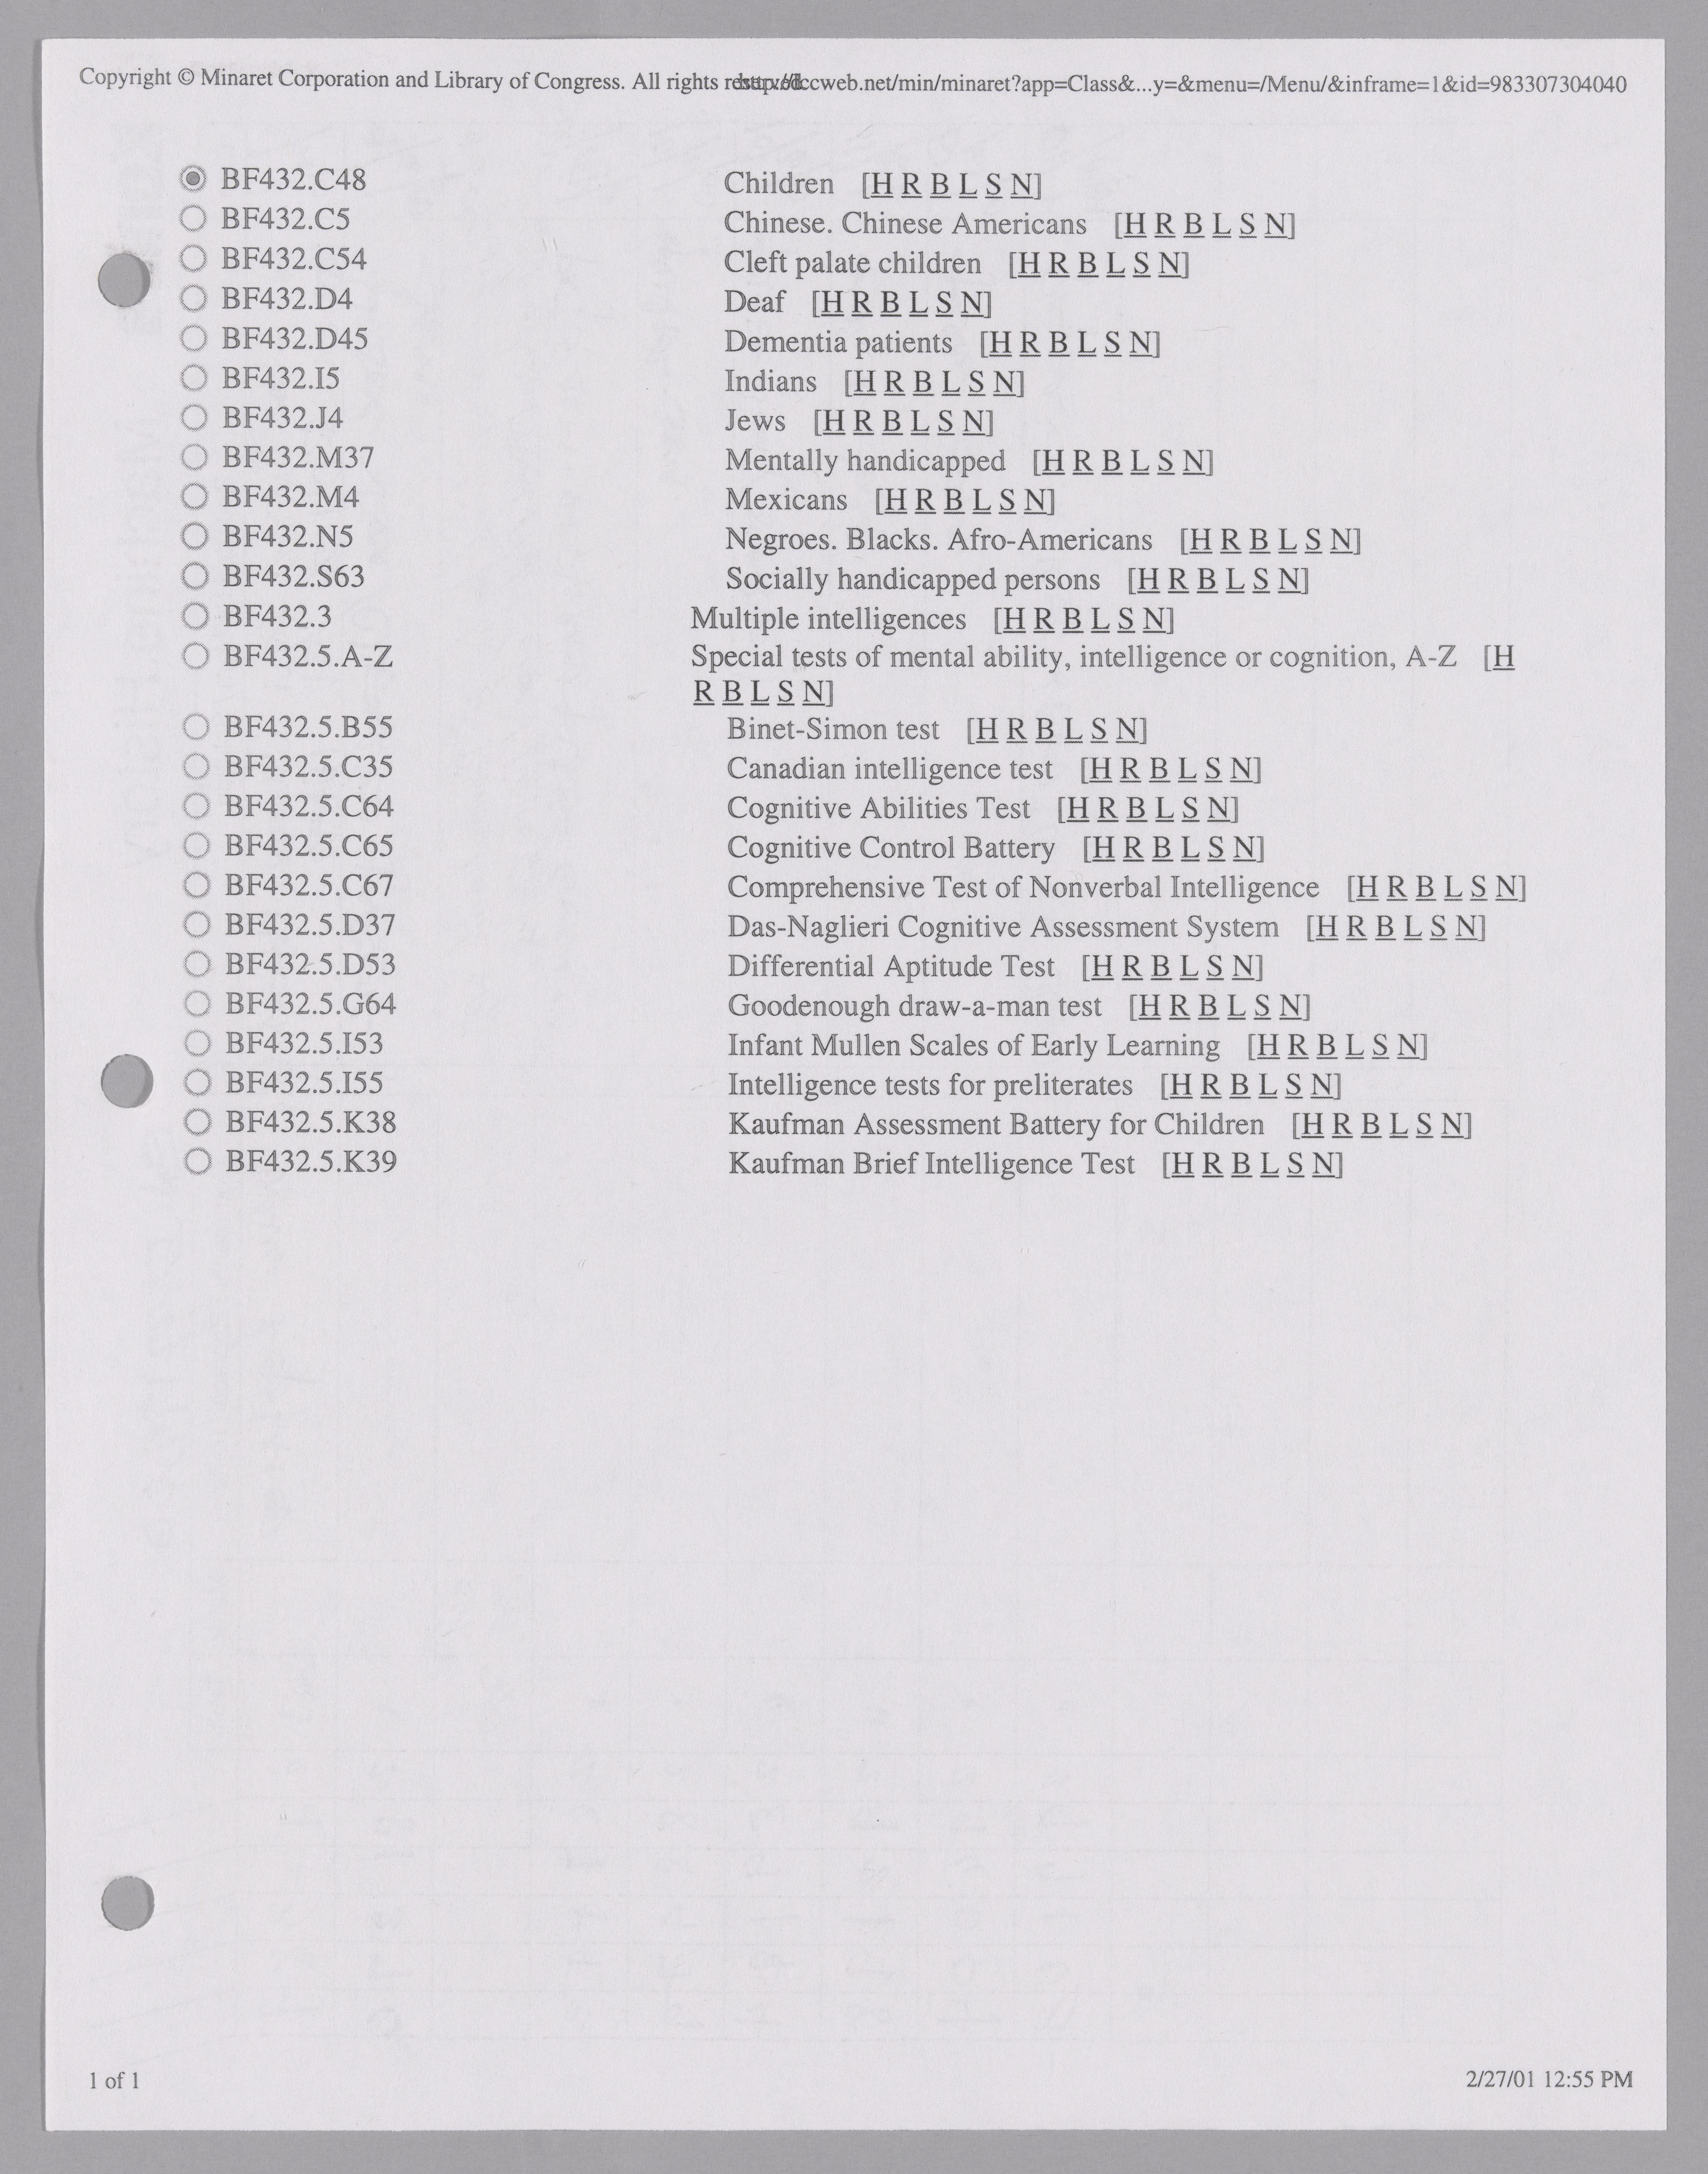 Copyright © Minaret Corporation and Library of Congress. All rights reserved. http://lccweb.net/min/minaret?app=Class&...y=&menu=/Menu/&inframe=1&id=983307304040
BF432.C48 Children [H R B L S N]
BF432.C5 Chinese. Chinese Americans [H R B L S N]
BF432.C54 Cleft palate children [H R B L S N]
BF432.D4 Deaf [H R B L S N]
BF432.D45 Dementia patients [H R B L S N]
BF432.I5 Indians [H R B L S N]
BF432.J4 Jews [H R B L S N]
BF432.M37 Mentally handicapped [H R B L S N]
BF432.M4 Mexicans [H R B L S N]
BF432.N5 Negroes. Blacks. Afro-Americans [H R B L S N]
BF432.S63 Socially handicapped persons [H R B L S N]
BF432.3 Multiple intelligences [H R B L S N]
BF432.5.A-Z Special tests of mental ability, intelligence or cognition, A-Z [H
R B L S N]
BF432.5.B55 Binet-Simon test [H R B L S N]
BF432.5.C35 Canadian intelligence test [H R B L S N]
BF432.5.C64 Cognitive Abilities Test [H R B L S N]
BF432.5.C65 Cognitive Control Battery [H R B L S N]
BF432.5.C67 Comprehensive Test of Nonverbal Intelligence [H R B L S N]
BF432.5.D37 Das-Naglieri Cognitive Assessment System [H R B L S N]
BF432.5.D53 Differential Aptitude Test [H R B L S N]
BF432.5.G64 Goodenough draw-a-man test [H R B L S N]
BF432.5.I53 Infant Mullen Scales of Early Learning [H R B L S N]
BF432.5.I55 Intelligence tests for preliterates [H R B L S N]
BF432.5.K38 Kaufman Assessment Battery for Children [H R B L S N]
BF432.5.K39 Kaufman Brief Intelligence Test [H R B L S N]
1 of 1 2/27/01 12:55 PM